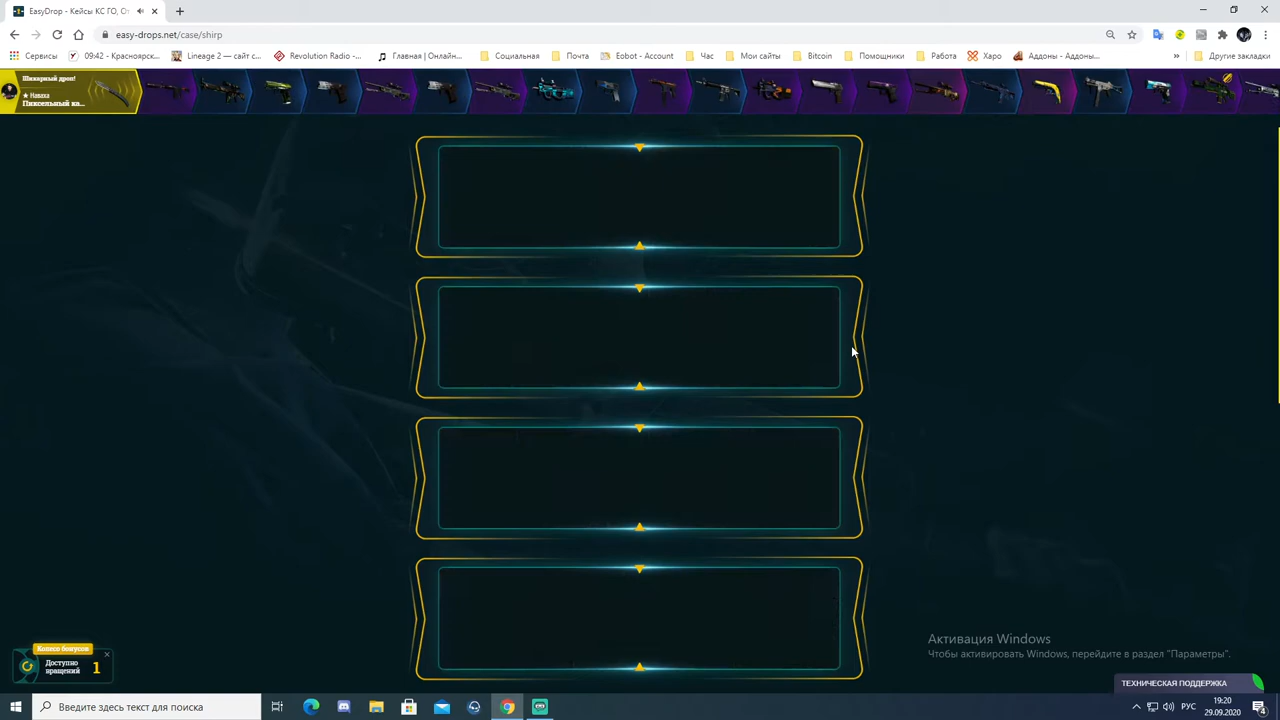 EasyDrop - Кейсы КС ГО, От
easy-drops.net/case/shirp
Сервисы
09:42 - Красноярск...
Lineage 2 — сайт с...
Revolution Radio -...
Главная | Онлайн...
Социальная
Почта
Eobot - Account
Час
Мои сайты
Bitcoin
Помощники
Работа
Харо
Аддоны — Аддоны...
Другие закладки
Шикарный дроп!
★ Наваха
Пиксельный ка...
Колесо бонусов
Доступно
вращений
1
Активация Windows
Чтобы активировать Windows, перейдите в раздел "Параметры".
ТЕХНИЧЕСКАЯ ПОДДЕРЖКА
Введите здесь текст для поиска
РУС
19:20
29.09.2020
4